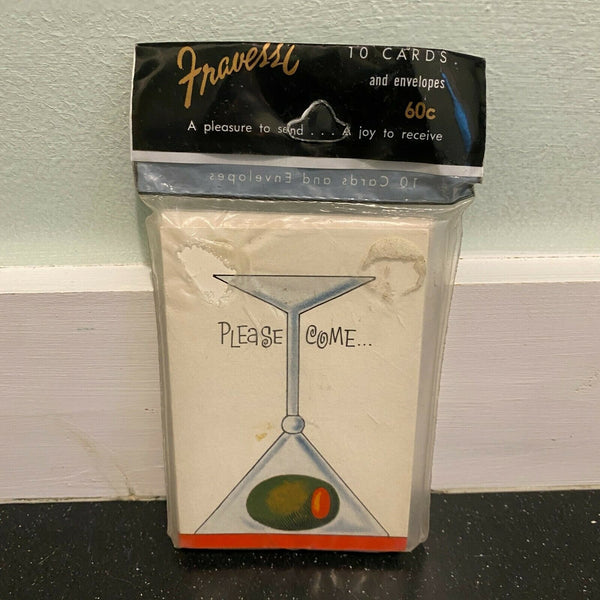 Fravessi
10 CARDS
and envelopes
60c
A pleasure to send . . . A joy to receive
10 Cards and Envelopes
PLEASE COME...